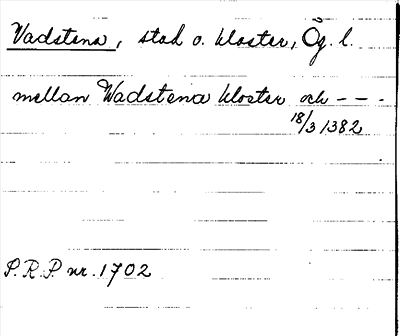 Vadstena, stad o. kloster, Ög. l.
mellan Wadstena kloster och - - -
18/3 1382
P.R.P. nr. 1702